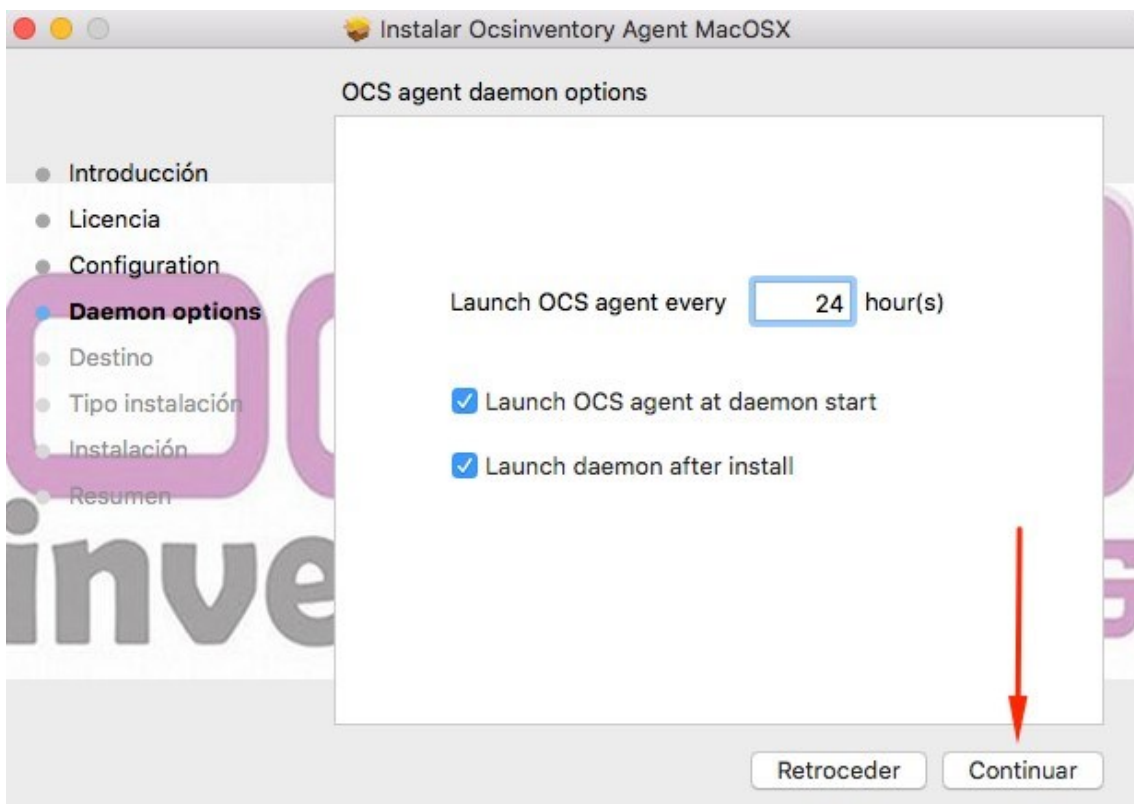 Instalar Ocsinventory Agent MacOSX
OCS agent daemon options
Introducción
Licencia
Configuration
Daemon options
Destino
Tipo instalación
Instalación
Resumen
Launch OCS agent every 24 hour(s)
Launch OCS agent at daemon start
Launch daemon after install
inve
Retroceder Continuar